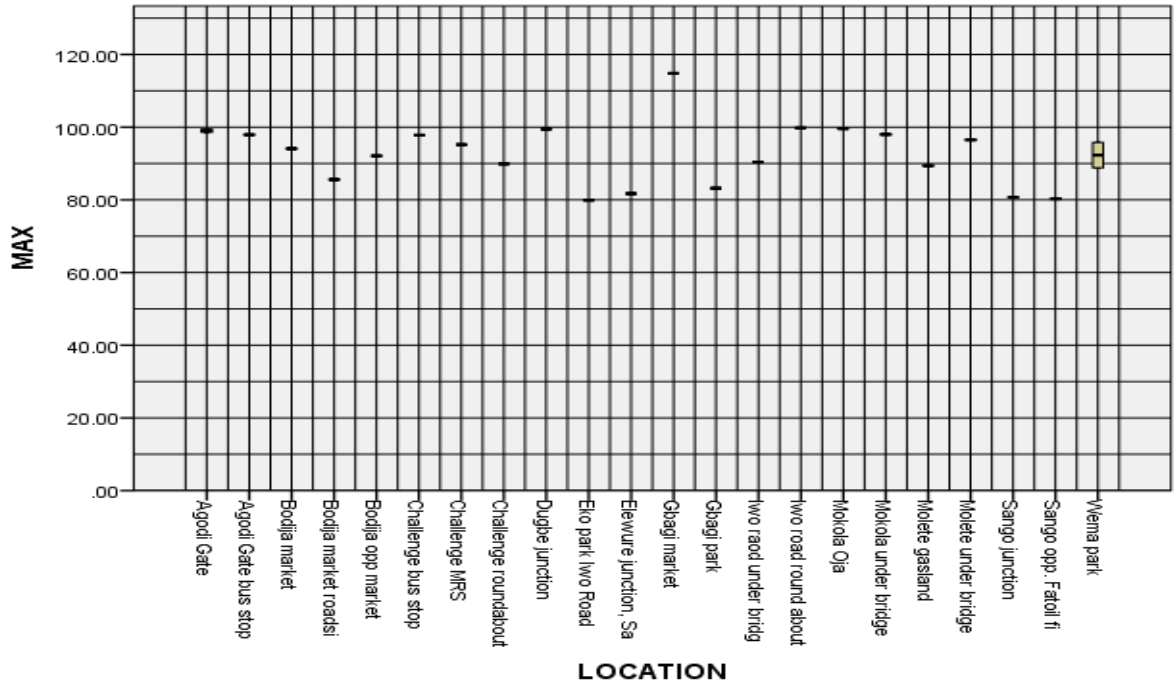 MAX
120.00
100.00
80.00
60.00
40.00
20.00
.00
Agodi Gate
Agodi Gate bus stop
Bodija market
Bodija market roadsi
Bodija opp market
Challenge bus stop
Challenge MRS
Challenge roundabout
Dugbe junction
Eko park Iwo Road
Elewure junction, Sa
Gbagi market
Gbagi park
Iwo raod under bridg
Iwo road round about
Mokola Oja
Mokola under bridge
Molete gasland
Molete under bridge
Sango junction
Sango opp. Fatoil fi
Wema park
LOCATION